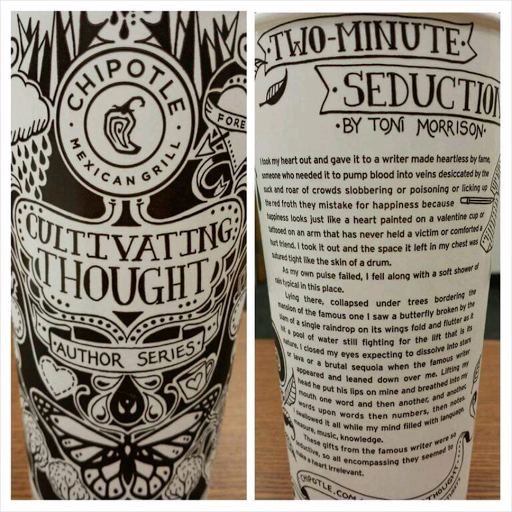 CHIPOTLE
MEXICAN GRILL
FORE
CULTIVATING
THOUGHT
AUTHOR SERIES
TWO-MINUTE
SEDUCTION
BY TONI MORRISON
I took my heart out and gave it to a writer made heartless by fame,
someone who needed it to pump blood into veins desiccated by the
suck and roar of crowds slobbering or poisoning or licking up
the red froth they mistake for happiness because
happiness looks just like a heart painted on a valentine cup or
tattooed on an arm that has never held a victim or comforted a
hurt friend. I took it out and the space it left in my chest was
sutured tight like the skin of a drum.
As my own pulse failed, I fell along with a soft shower of
rain typical in this place.
Lying there, collapsed under trees bordering the
mansion of the famous one I saw a butterfly broken by the
slam of a single raindrop on its wings fold and flutter as it
hit a pool of water still fighting for the lift that is its
nature. I closed my eyes expecting to dissolve into stars
or lava or a brutal sequoia when the famous writer
appeared and leaned down over me. Lifting my
head he put his lips on mine and breathed into my
mouth one word and then another, and another
words upon words then numbers, then notes.
I swallowed it all while my mind filled with language,
measure, music, knowledge.
These gifts from the famous writer were so
seductive, so all encompassing they seemed to
make a heart irrelevant.
CHIPOTLE.COM
THOUGHT